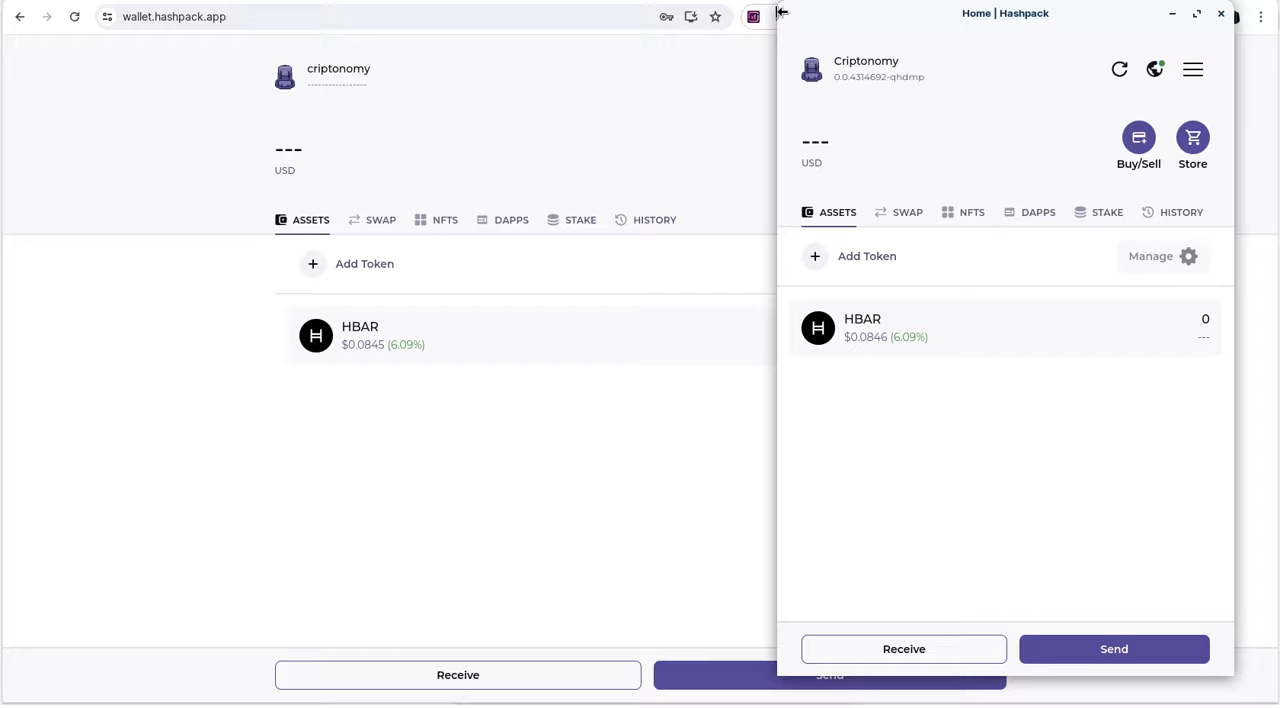 wallet.hashpack.app
criptonomy
------------------
---
USD
ASSETS SWAP NFTS DAPPS STAKE HISTORY
Add Token
HBAR
$0.0845 (6.09%)
Receive
Send
Home | Hashpack
Criptonomy
0.0.4314692-qhdmp
---
USD
Buy/Sell Store
ASSETS SWAP NFTS DAPPS STAKE HISTORY
Add Token Manage
HBAR 0
$0.0846 (6.09%) ---
Receive Send